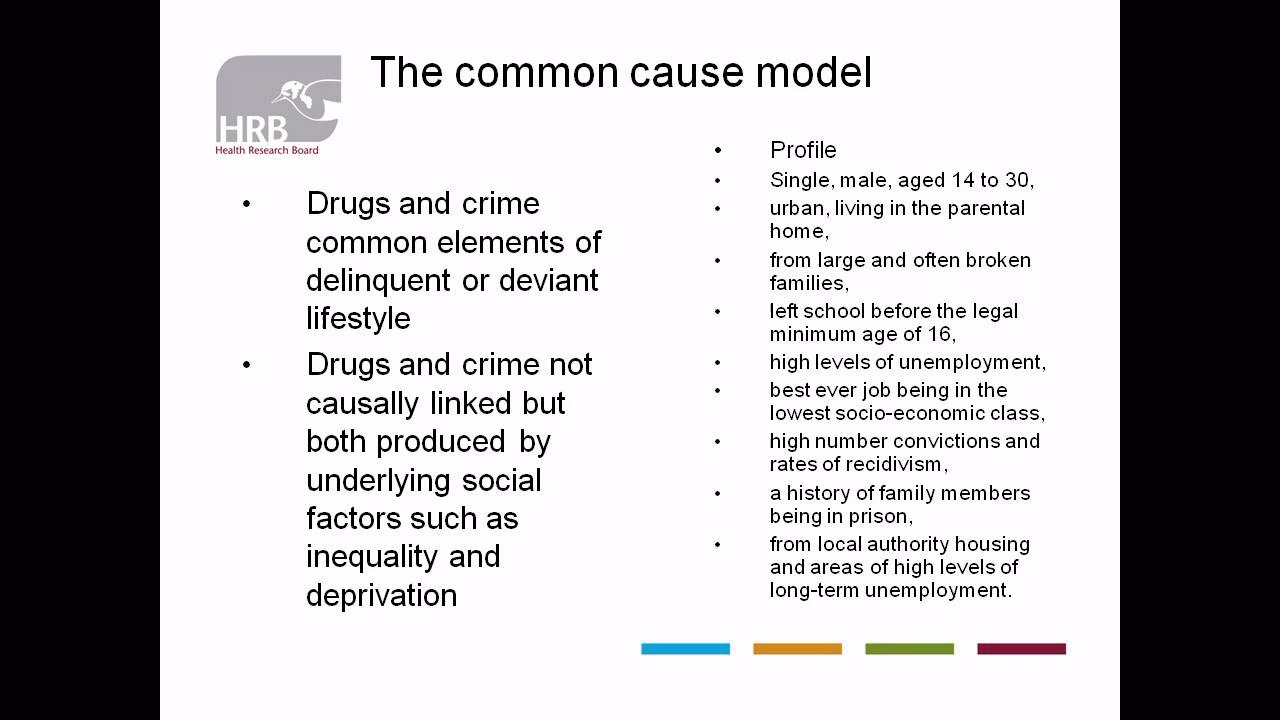 The common cause model
HRB
Health Research Board
• Drugs and crime
common elements of
delinquent or deviant
lifestyle
• Drugs and crime not
causally linked but
both produced by
underlying social
factors such as
inequality and
deprivation
• Profile
• Single, male, aged 14 to 30,
• urban, living in the parental
home,
• from large and often broken
families,
• left school before the legal
minimum age of 16,
• high levels of unemployment,
• best ever job being in the
lowest socio-economic class,
• high number convictions and
rates of recidivism,
• a history of family members
being in prison,
• from local authority housing
and areas of high levels of
long-term unemployment.